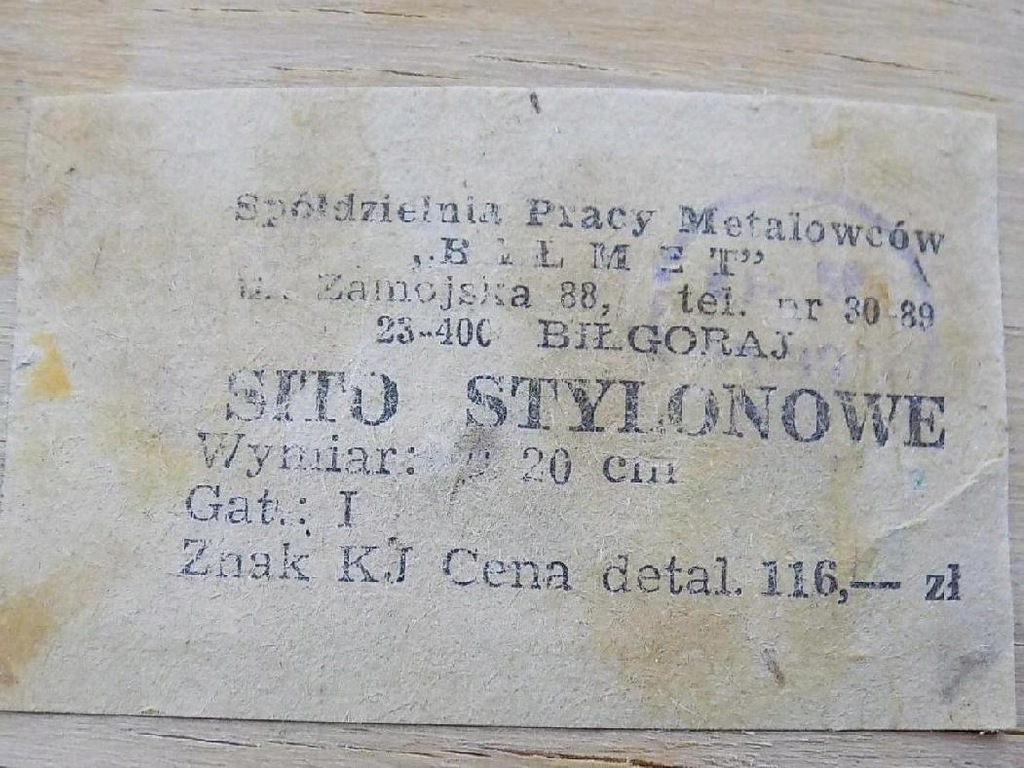 Spółdzielnia Pracy Metalowców
„BIŁMET”
ul. Zamojska 88, tel. nr 30-89
23-400 BIŁGORAJ
SITO STYLONOWE
Wymiar: 20 cm
Gat.: I
Znak KJ Cena detal. 116,— zł